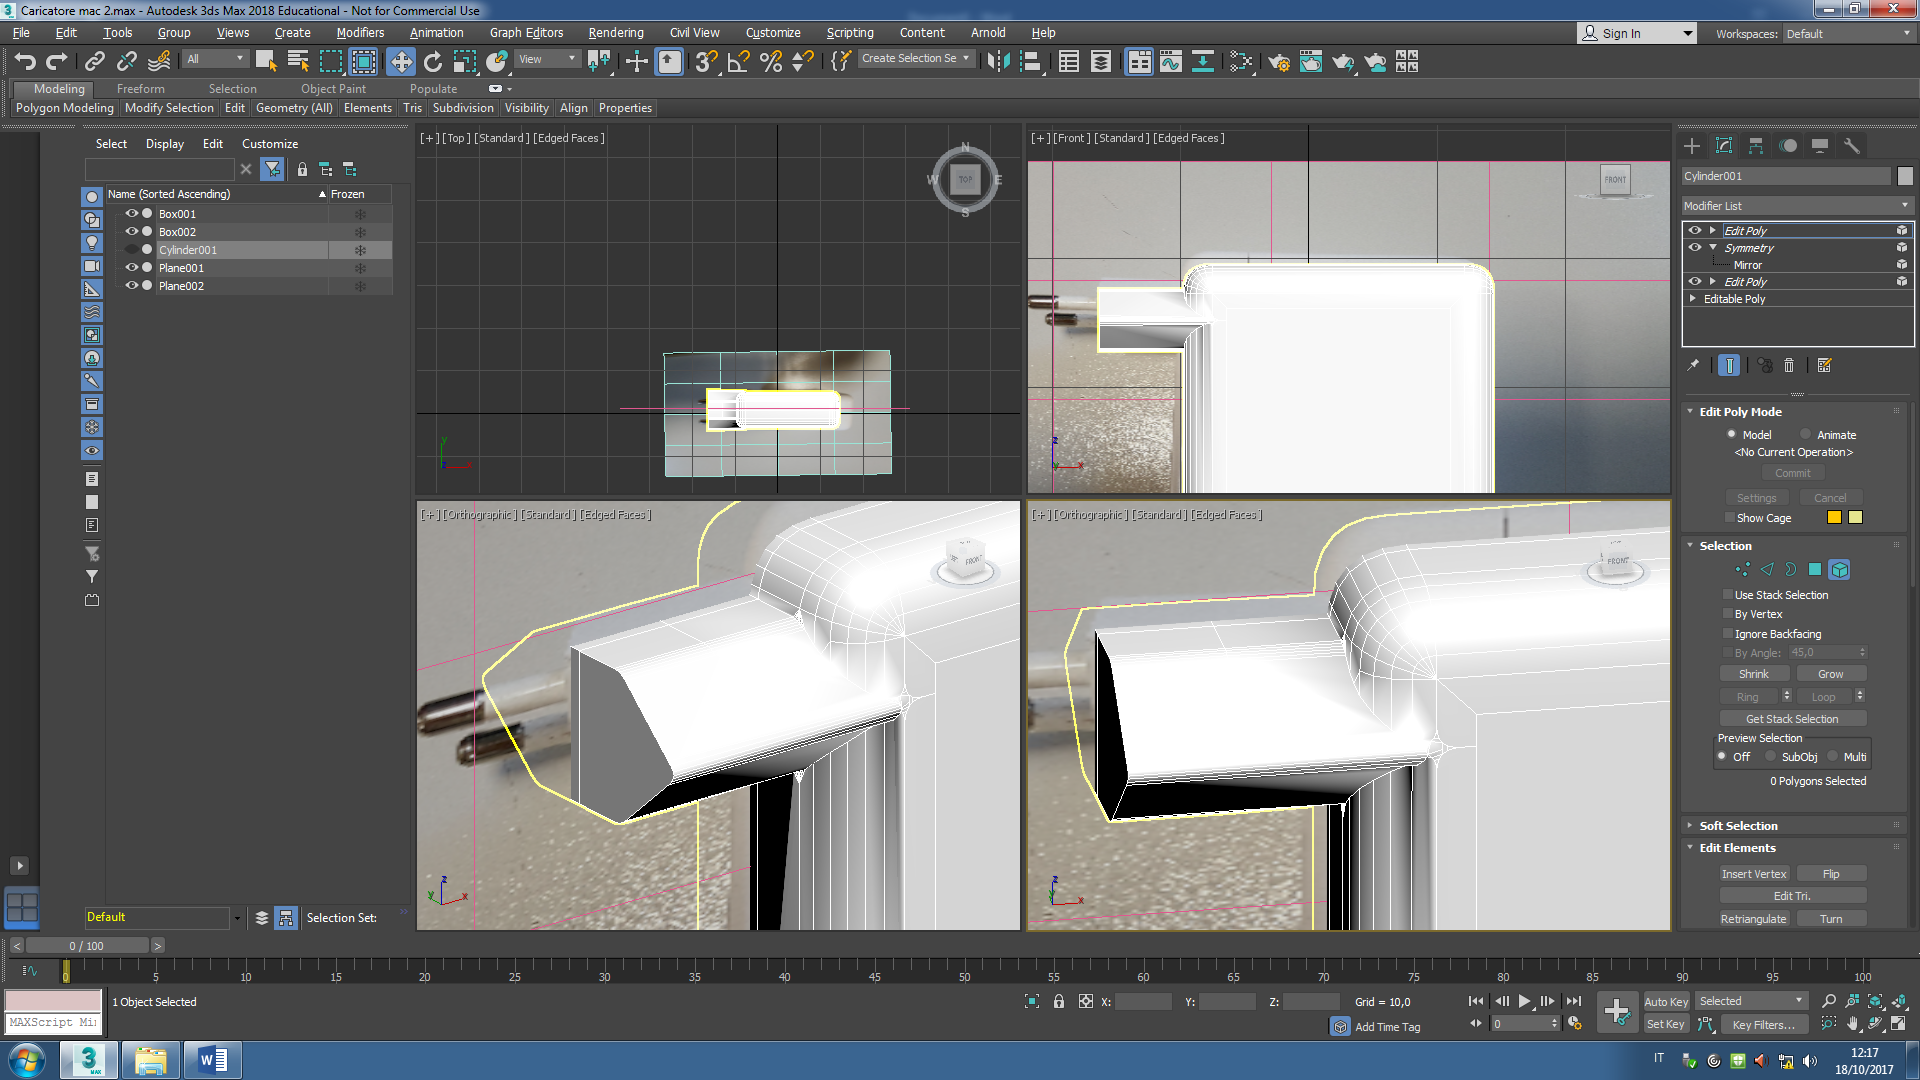 Caricatore mac 2.max - Autodesk 3ds Max 2018 Educational - Not for Commercial Use
File Edit Tools Group Views Create Modifiers Animation Graph Editors Rendering Civil View Customize Scripting Content Arnold Help
Sign In Workspaces: Default
All View Create Selection Se
Modeling Freeform Selection Object Paint Populate
Polygon Modeling Modify Selection Edit Geometry (All) Elements Tris Subdivision Visibility Align Properties
Select Display Edit Customize
Name (Sorted Ascending) Frozen
Box001
Box002
Cylinder001
Plane001
Plane002
Default Selection Set:
[+] [Top] [Standard] [Edged Faces]
N
W TOP E
S
[+] [Front] [Standard] [Edged Faces]
FRONT
[+] [Orthographic] [Standard] [Edged Faces]
FRONT
[+] [Orthographic] [Standard] [Edged Faces]
FRONT
Cylinder001
Modifier List
Edit Poly
Symmetry
Mirror
Edit Poly
Editable Poly
Edit Poly Mode
Model Animate
<No Current Operation>
Commit
Settings Cancel
Show Cage
Selection
Use Stack Selection
By Vertex
Ignore Backfacing
By Angle: 45,0
Shrink Grow
Ring Loop
Get Stack Selection
Preview Selection
Off SubObj Multi
0 Polygons Selected
Soft Selection
Edit Elements
Insert Vertex Flip
Edit Tri.
Retriangulate Turn
< 0 / 100 >
0 5 10 15 20 25 30 35 40 45 50 55 60 65 70 75 80 85 90 95 100
1 Object Selected X: Y: Z: Grid = 10,0 Auto Key Selected
MAXScript Mi
Add Time Tag 0 Set Key Key Filters...
IT 12:17
18/10/2017